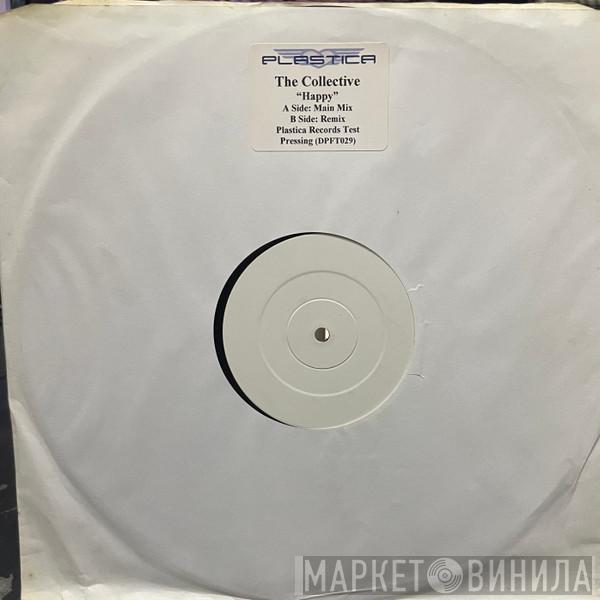 PLASTICA
The Collective
“Happy”
A Side: Main Mix
B Side: Remix
Plastica Records Test
Pressing (DPFT029)
МАРКЕТ ВИНИЛА